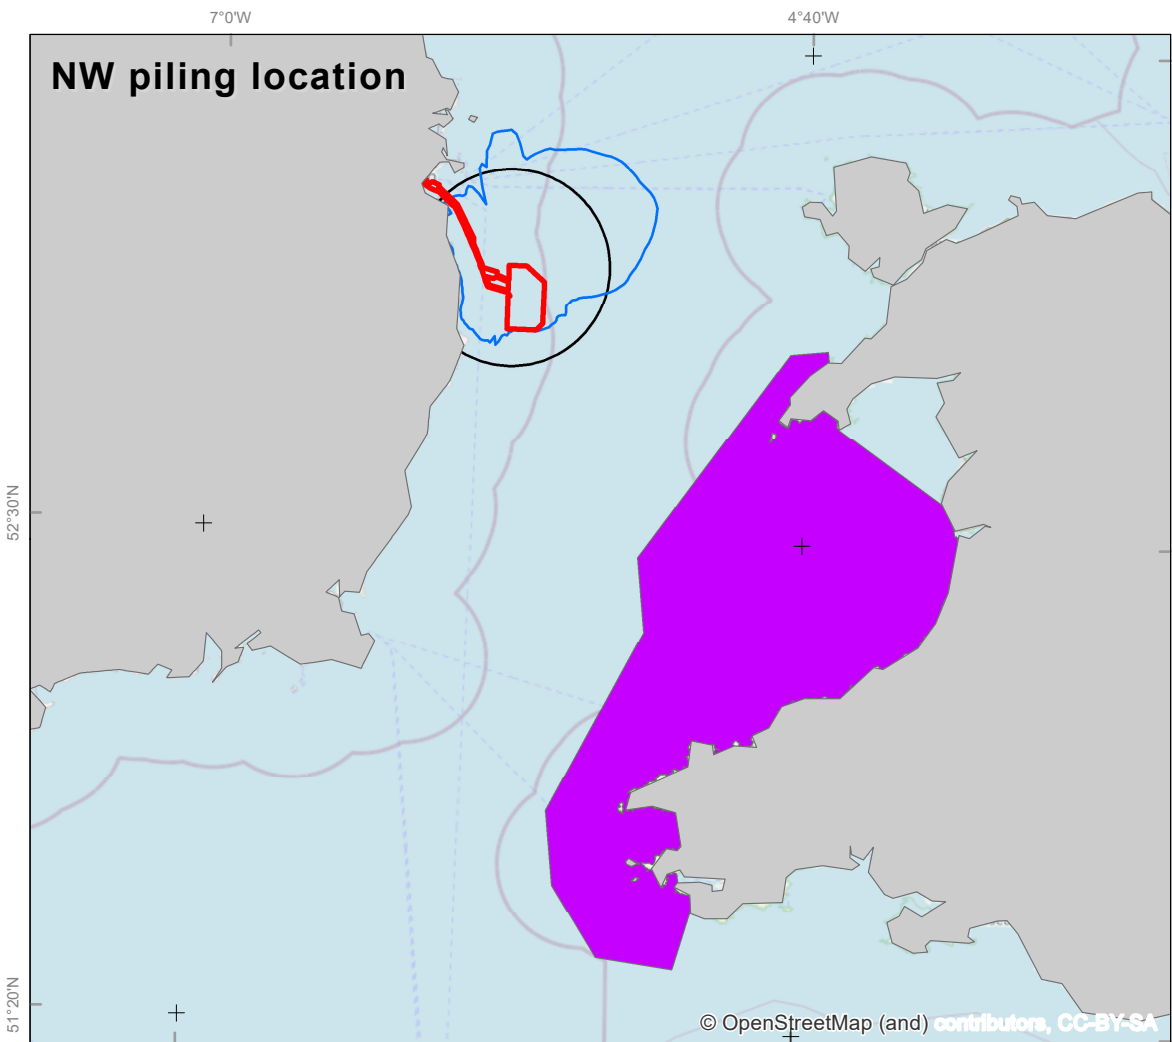 7°0'W
4°40'W
NW piling location
52°30'N
51°20'N
© OpenStreetMap (and) contributors, CC-BY-SA